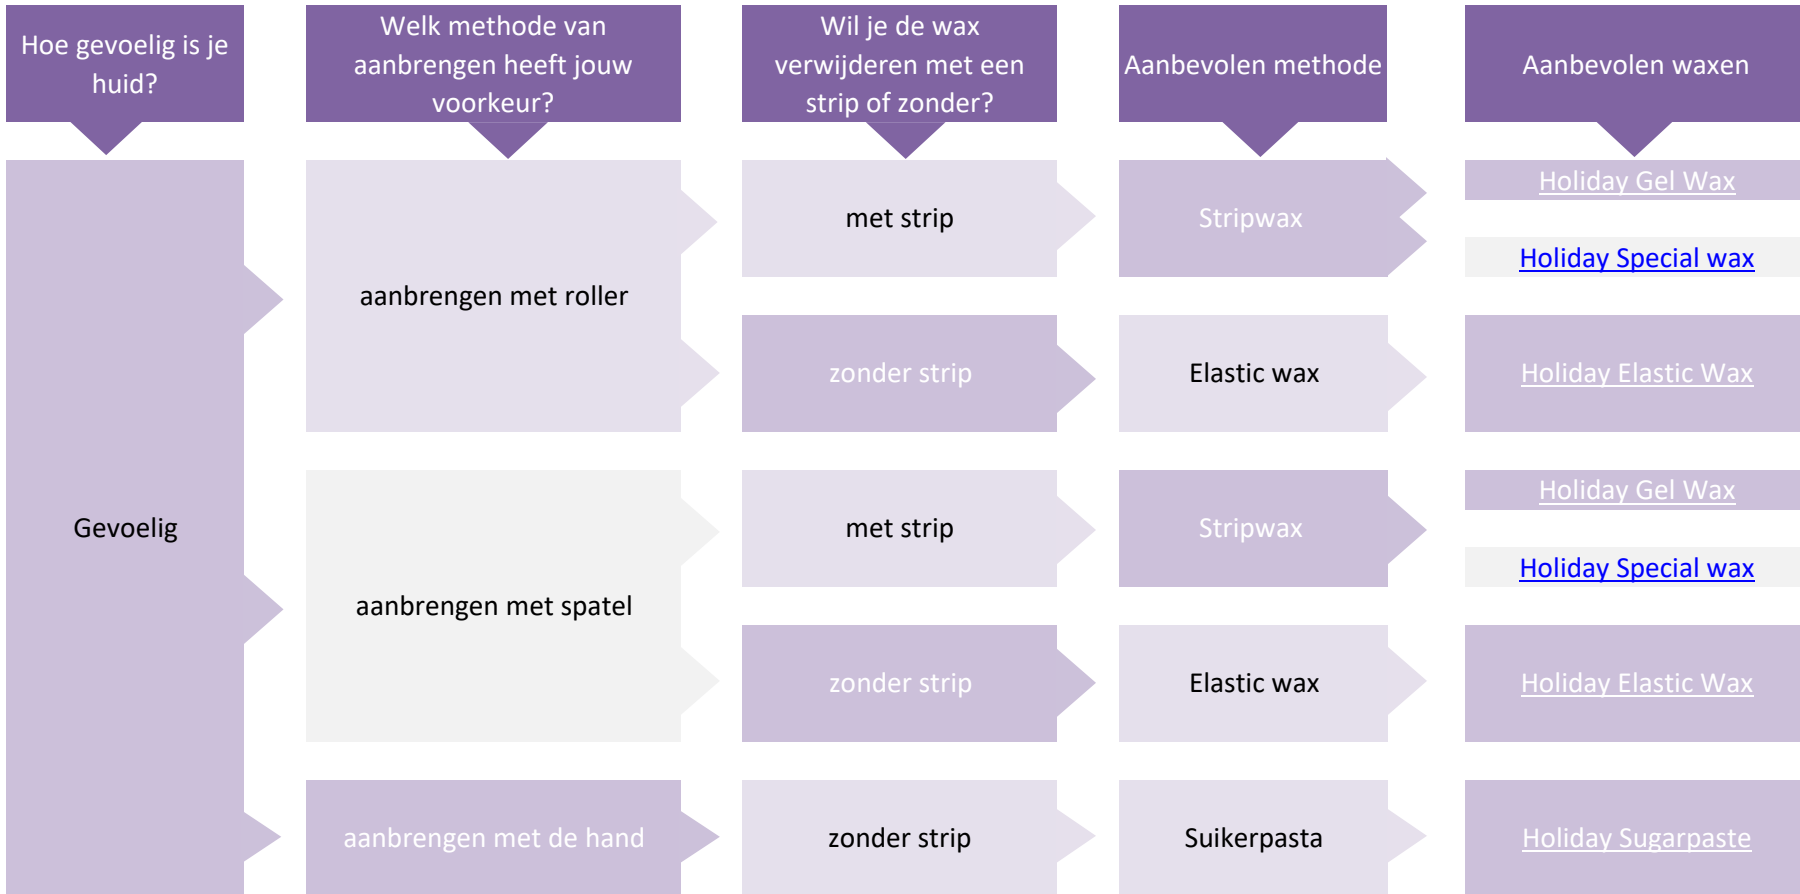 Hoe gevoelig is je
huid?
Welk methode van
aanbrengen heeft jouw
voorkeur?
Wil je de wax
verwijderen met een
strip of zonder?
Aanbevolen methode
Aanbevolen waxen
Gevoelig
aanbrengen met roller
met strip
Stripwax
Holiday Gel Wax
Holiday Special wax
zonder strip
Elastic wax
Holiday Elastic Wax
aanbrengen met spatel
met strip
Stripwax
Holiday Gel Wax
Holiday Special wax
zonder strip
Elastic wax
Holiday Elastic Wax
aanbrengen met de hand
zonder strip
Suikerpasta
Holiday Sugarpaste